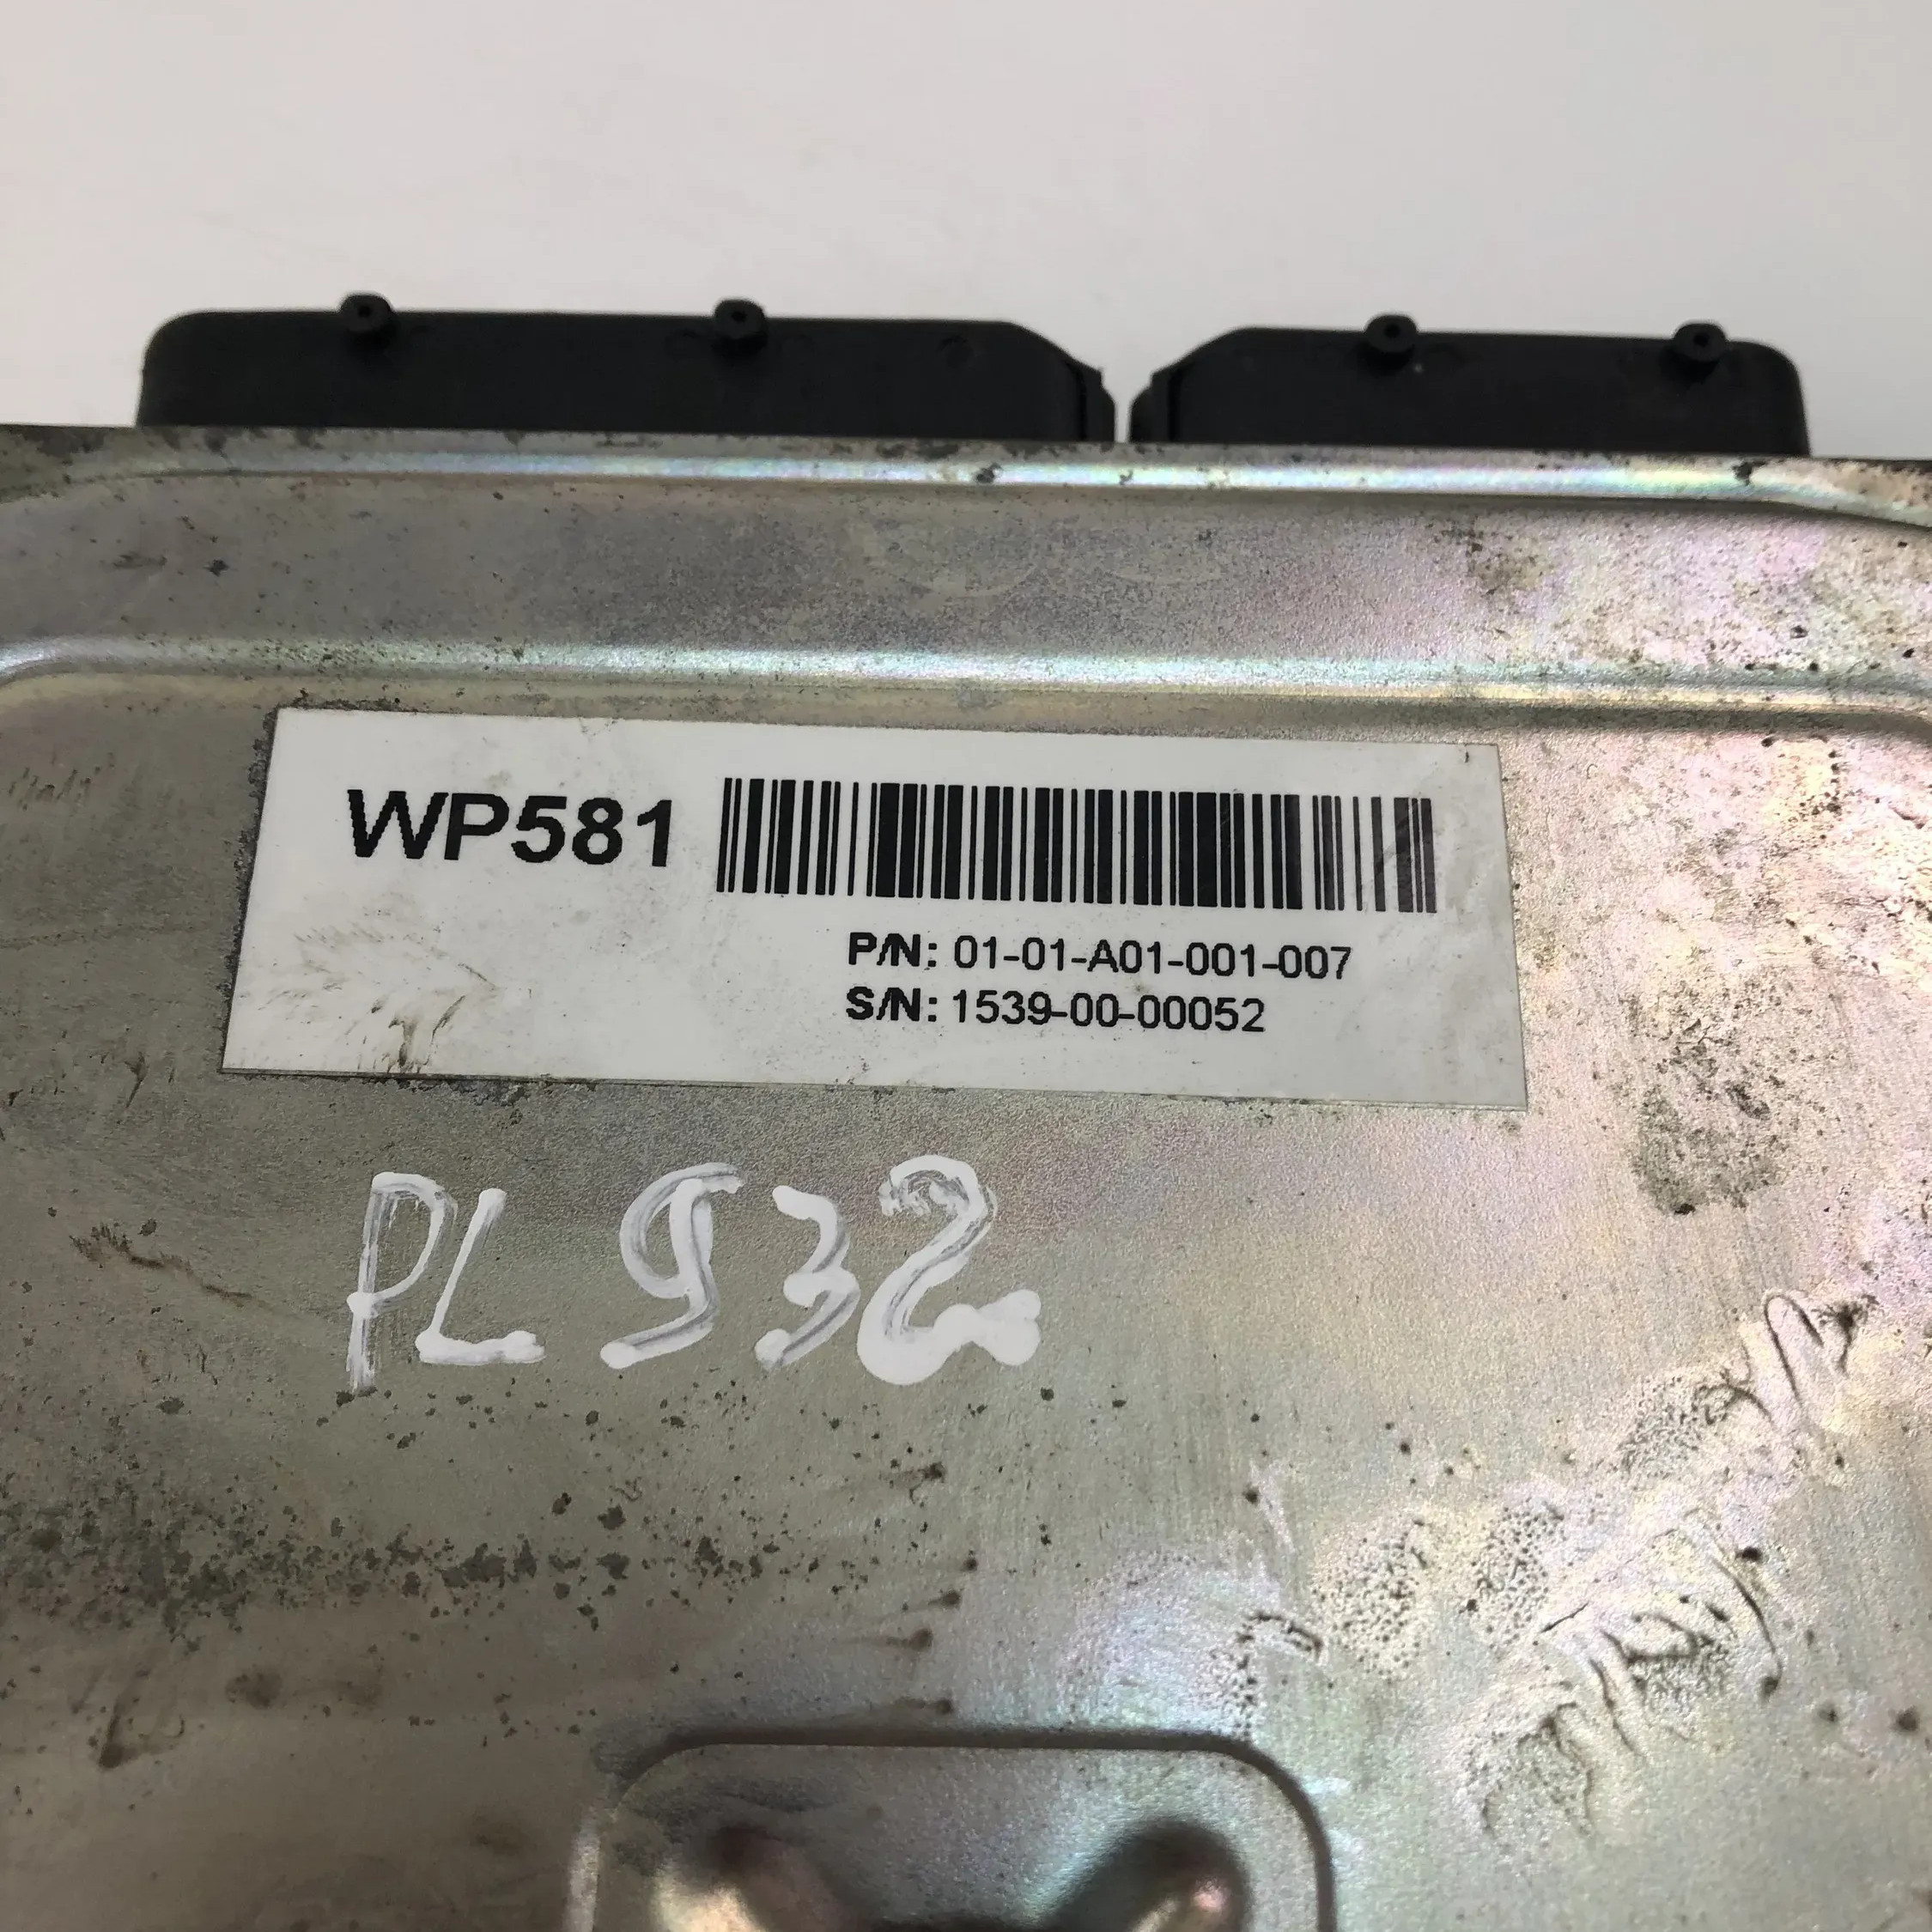 WP581
P/N: 01-01-A01-001-007
S/N: 1539-00-00052
PL 932